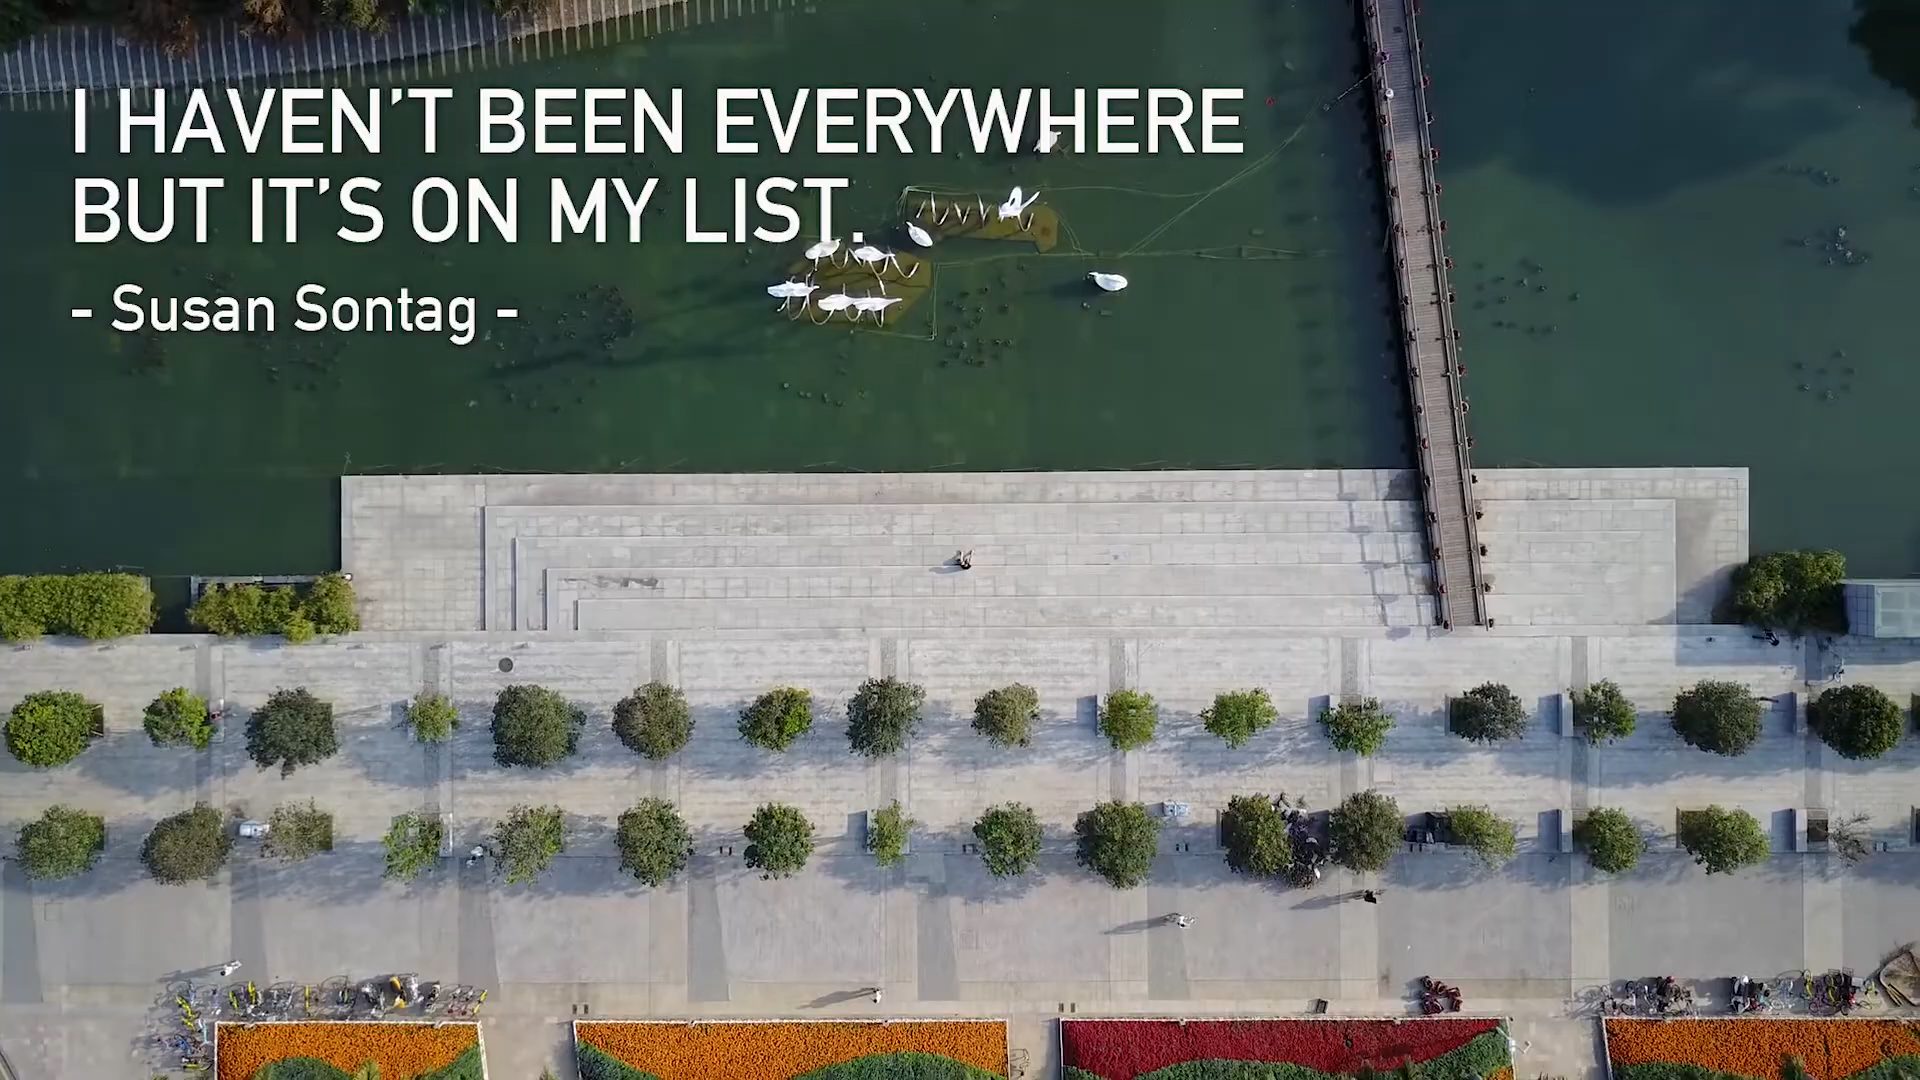 I HAVEN’T BEEN EVERYWHERE
BUT IT’S ON MY LIST.
- Susan Sontag -